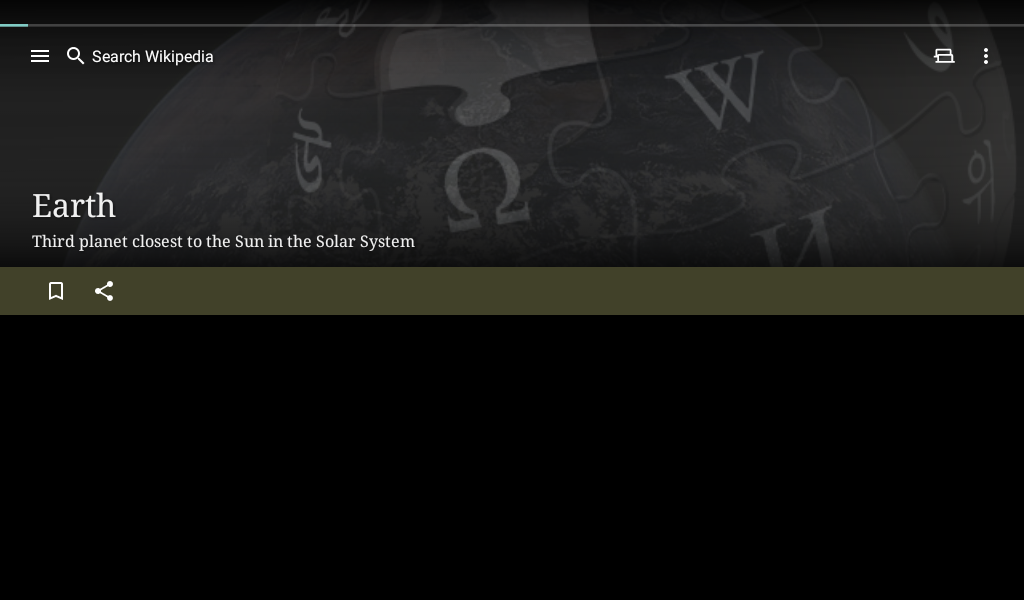 Search Wikipedia
Earth
Third planet closest to the Sun in the Solar System
Ω
W
И